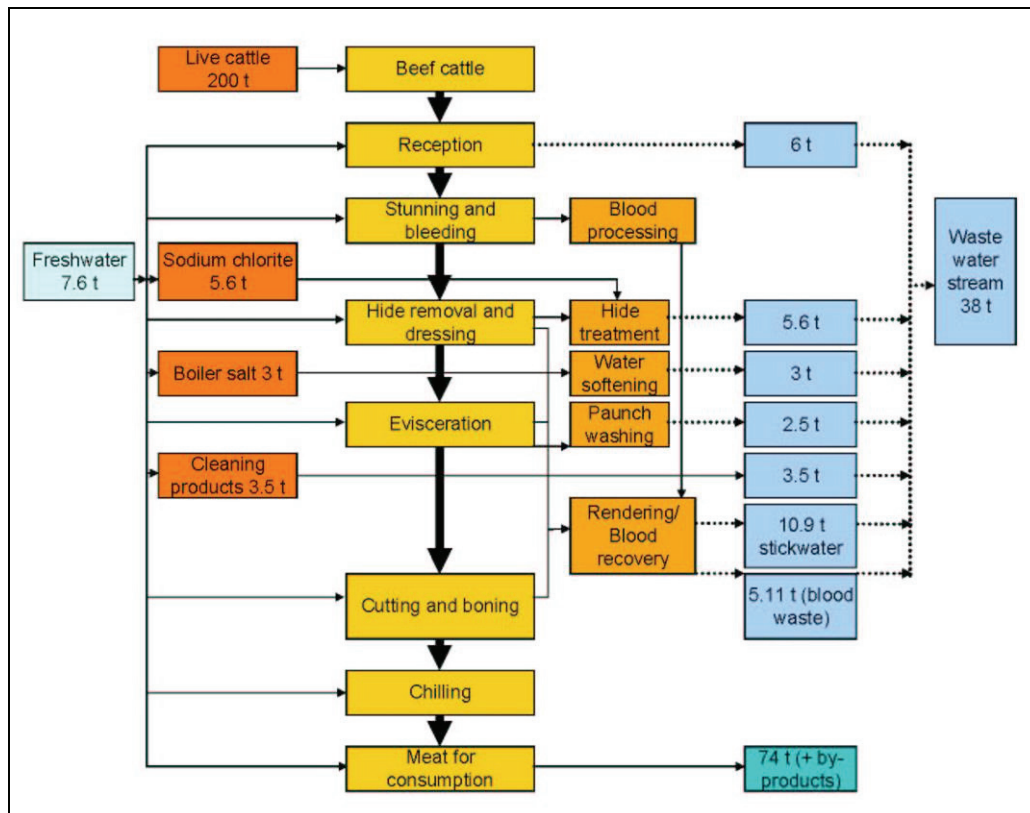 Live cattle
200 t
Beef cattle
Reception
6 t
Stunning and
bleeding
Blood
processing
Waste
water
stream
38 t
Freshwater
7.6 t
Sodium chlorite
5.6 t
Hide removal and
dressing
Hide
treatment
5.6 t
Boiler salt 3 t
Water
softening
3 t
Evisceration
Paunch
washing
2.5 t
Cleaning
products 3.5 t
3.5 t
Rendering/
Blood
recovery
10.9 t
stickwater
Cutting and boning
5.11 t (blood
waste)
Chilling
Meat for
consumption
74 t (+ by-
products)